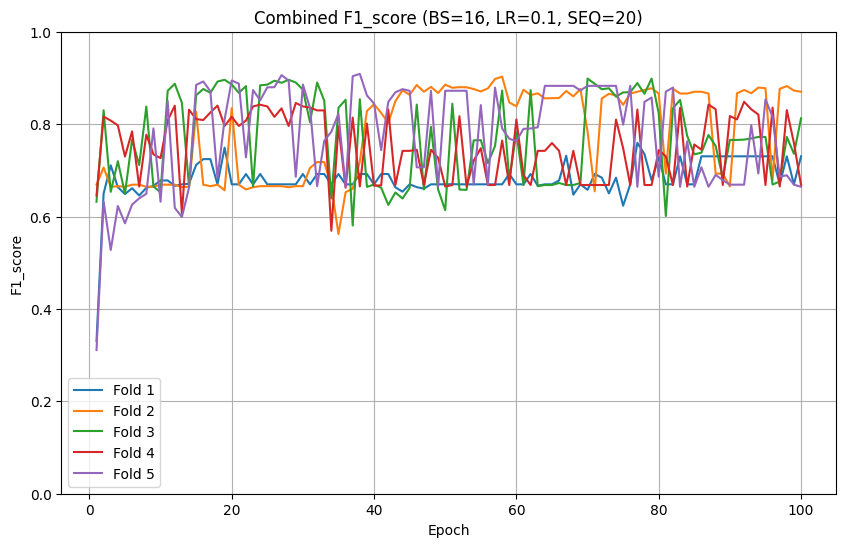 Combined F1_score (BS=16, LR=0.1, SEQ=20)
1.0
0.8
0.6
0.4
0.2
0.0
F1_score
Fold 1
Fold 2
Fold 3
Fold 4
Fold 5
0 20 40 60 80 100
Epoch